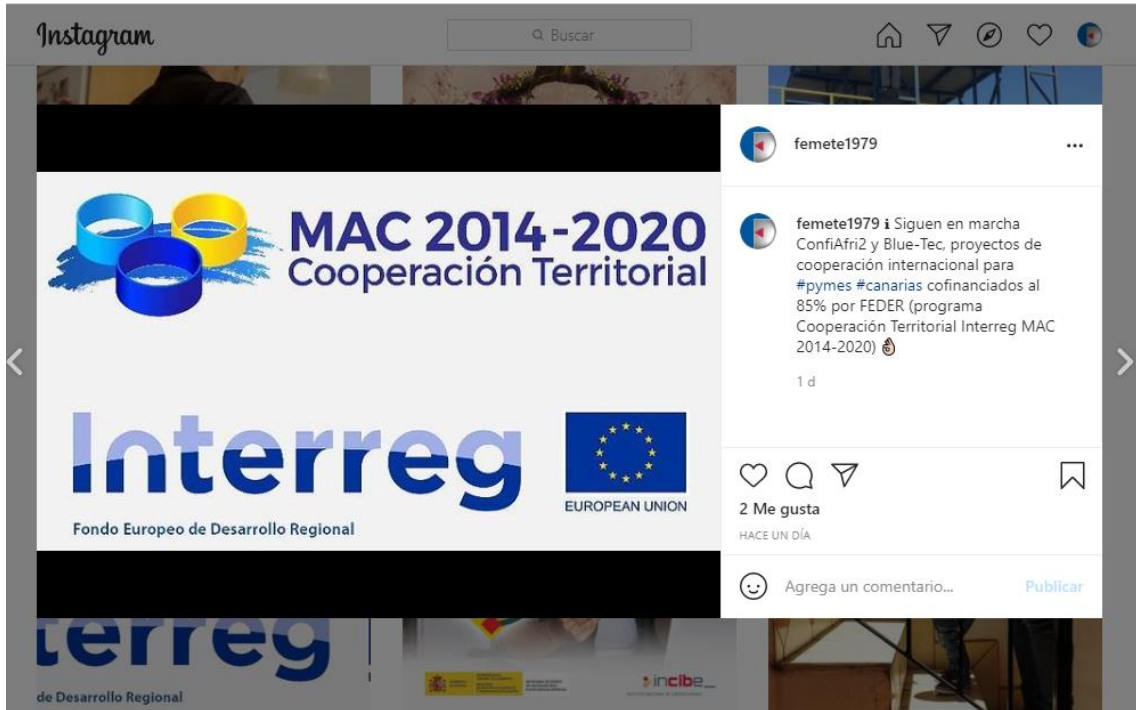 Instagram
Buscar
MAC 2014-2020
Cooperación Territorial
Interreg
EUROPEAN UNION
Fondo Europeo de Desarrollo Regional
femete1979
femete1979 ℹ Siguen en marcha
ConfiAfri2 y Blue-Tec, proyectos de
cooperación internacional para
#pymes #canarias cofinanciados al
85% por FEDER (programa
Cooperación Territorial Interreg MAC
2014-2020) 👌
1 d
2 Me gusta
HACE UN DÍA
Agrega un comentario...
Publicar
terreg
de Desarrollo Regional
incibe